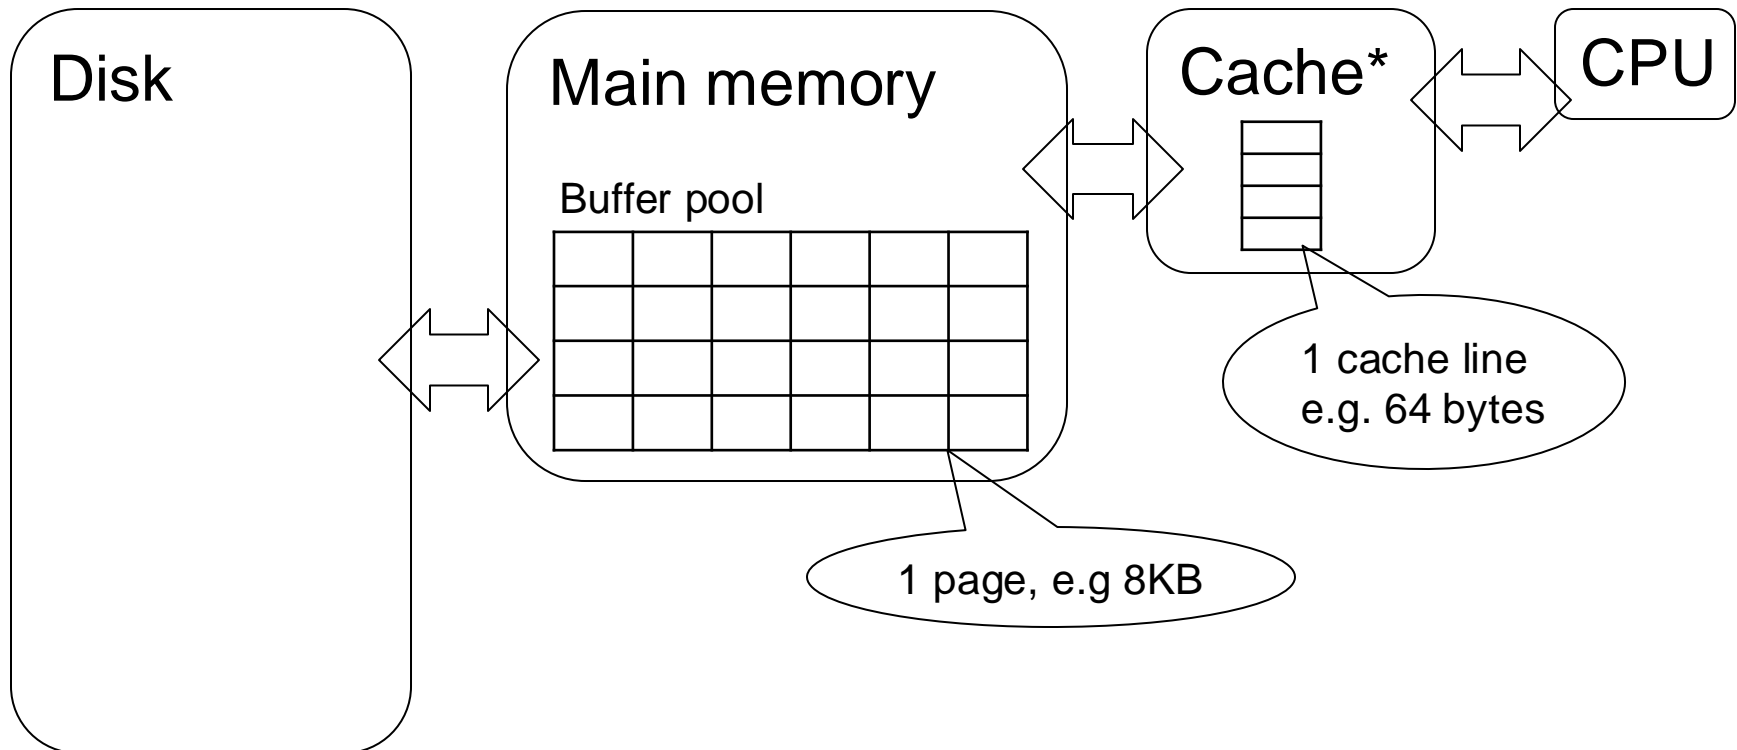 Disk
Main memory
Cache*
CPU
Buffer pool
1 cache line
e.g. 64 bytes
1 page, e.g 8KB